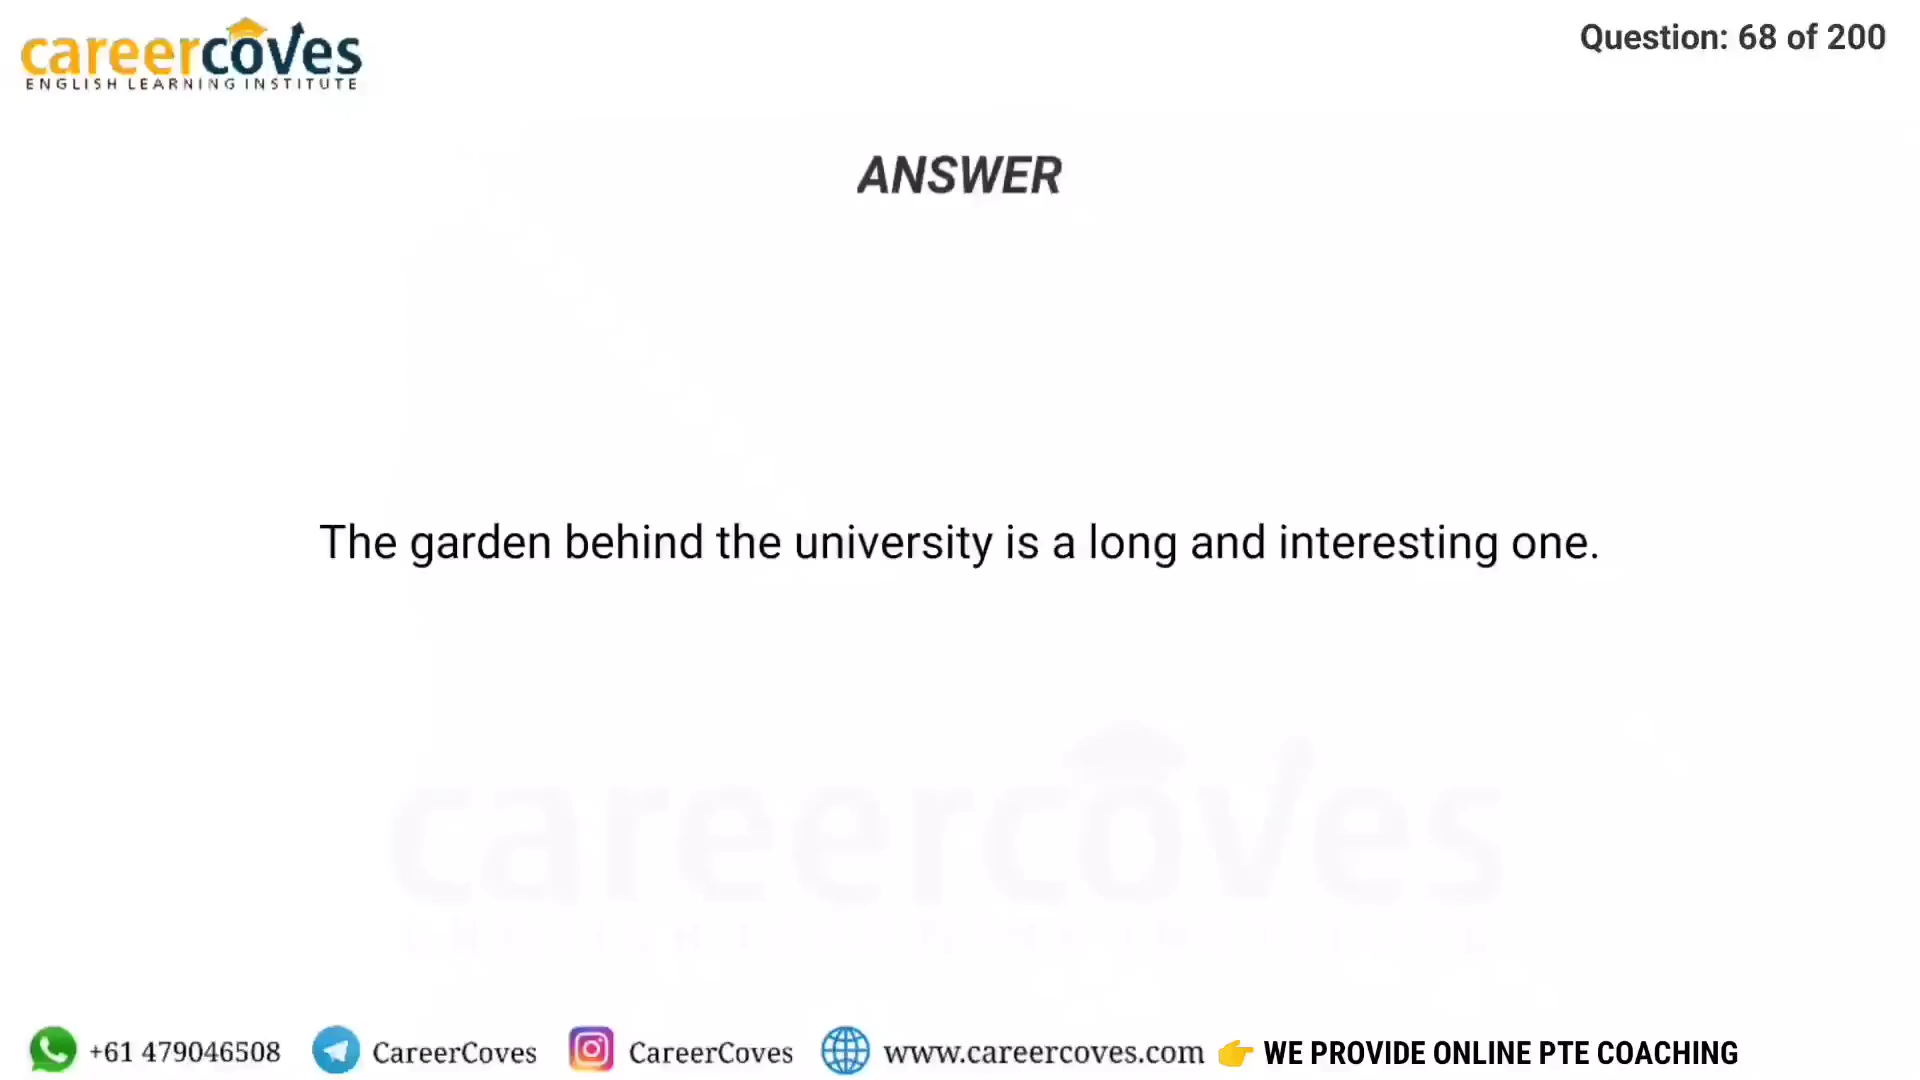 careercoves
ENGLISH LEARNING INSTITUTE
Question: 68 of 200
ANSWER
The garden behind the university is a long and interesting one.
careercoves
+61 479046508 CareerCoves CareerCoves www.careercoves.com 👉 WE PROVIDE ONLINE PTE COACHING